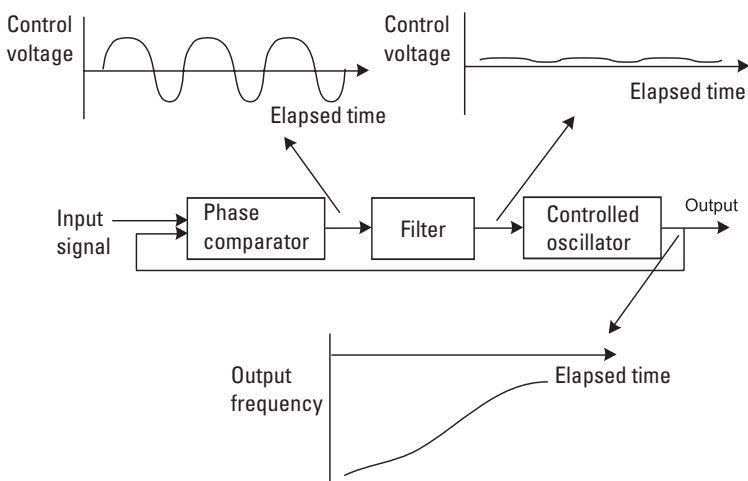 Control
voltage
Elapsed time
Control
voltage
Elapsed time
Input
signal
Phase
comparator
Filter
Controlled
oscillator
Output
Output
frequency
Elapsed time